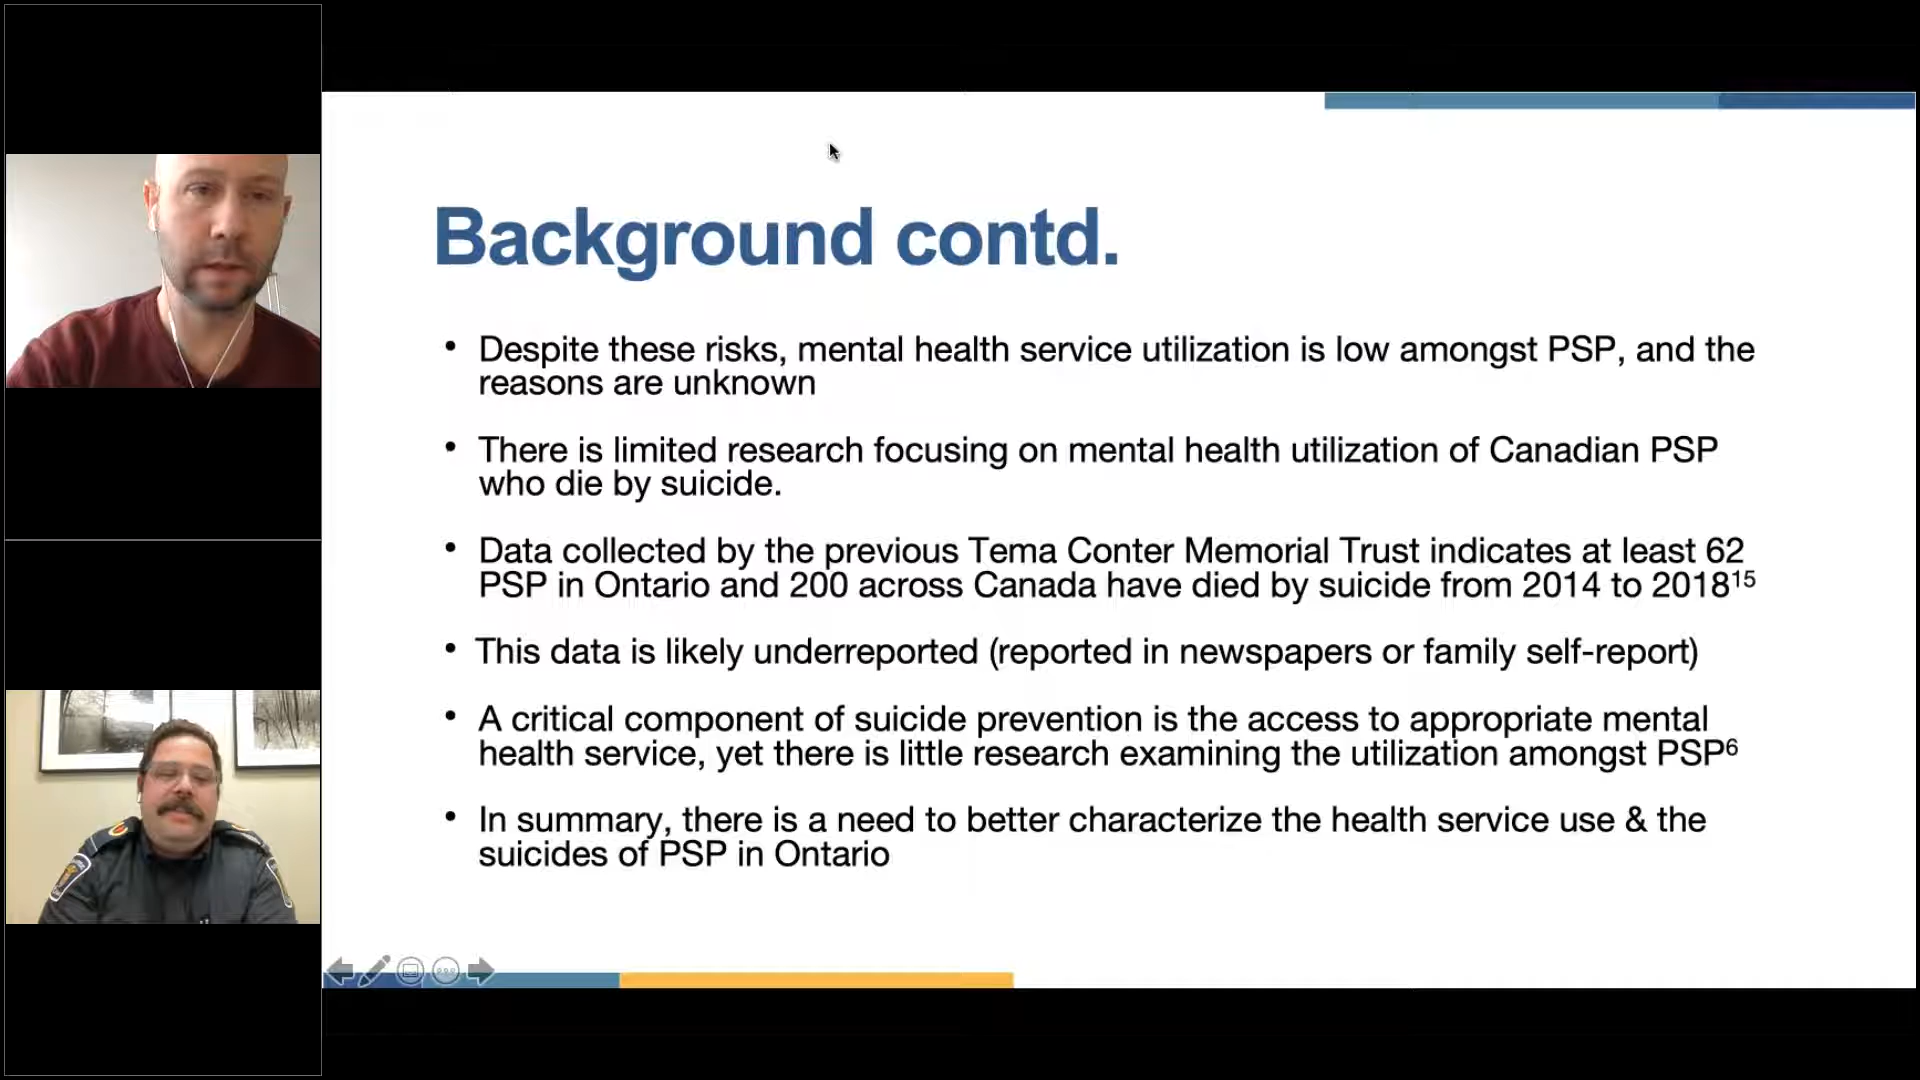 Background contd.
• Despite these risks, mental health service utilization is low amongst PSP, and the
reasons are unknown
• There is limited research focusing on mental health utilization of Canadian PSP
who die by suicide.
• Data collected by the previous Tema Conter Memorial Trust indicates at least 62
PSP in Ontario and 200 across Canada have died by suicide from 2014 to 2018¹⁵
• This data is likely underreported (reported in newspapers or family self-report)
• A critical component of suicide prevention is the access to appropriate mental
health service, yet there is little research examining the utilization amongst PSP⁶
• In summary, there is a need to better characterize the health service use & the
suicides of PSP in Ontario